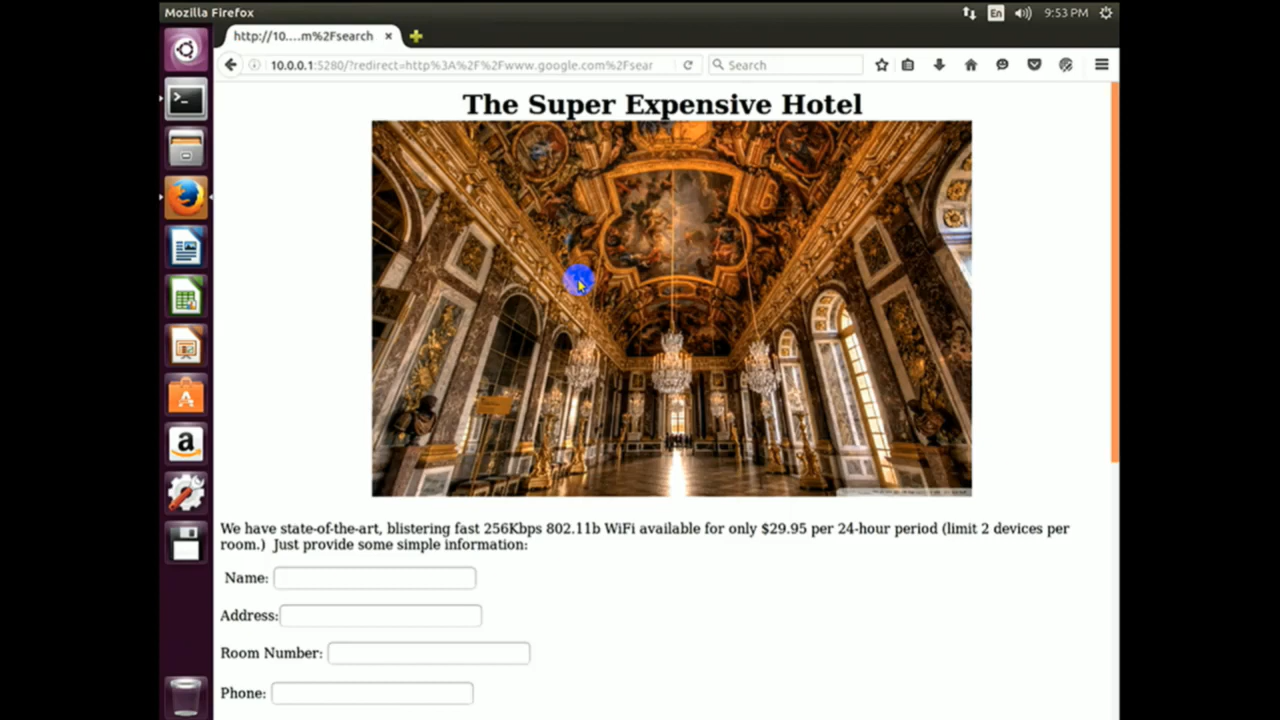 Mozilla Firefox
En
9:53 PM
http://10....m%2Fsearch
10.0.0.1:5280/?redirect=http%3A%2F%2Fwww.google.com%2Fsear
Search
The Super Expensive Hotel
We have state-of-the-art, blistering fast 256Kbps 802.11b WiFi available for only $29.95 per 24-hour period (limit 2 devices per
room.) Just provide some simple information:
Name:
Address:
Room Number:
Phone: